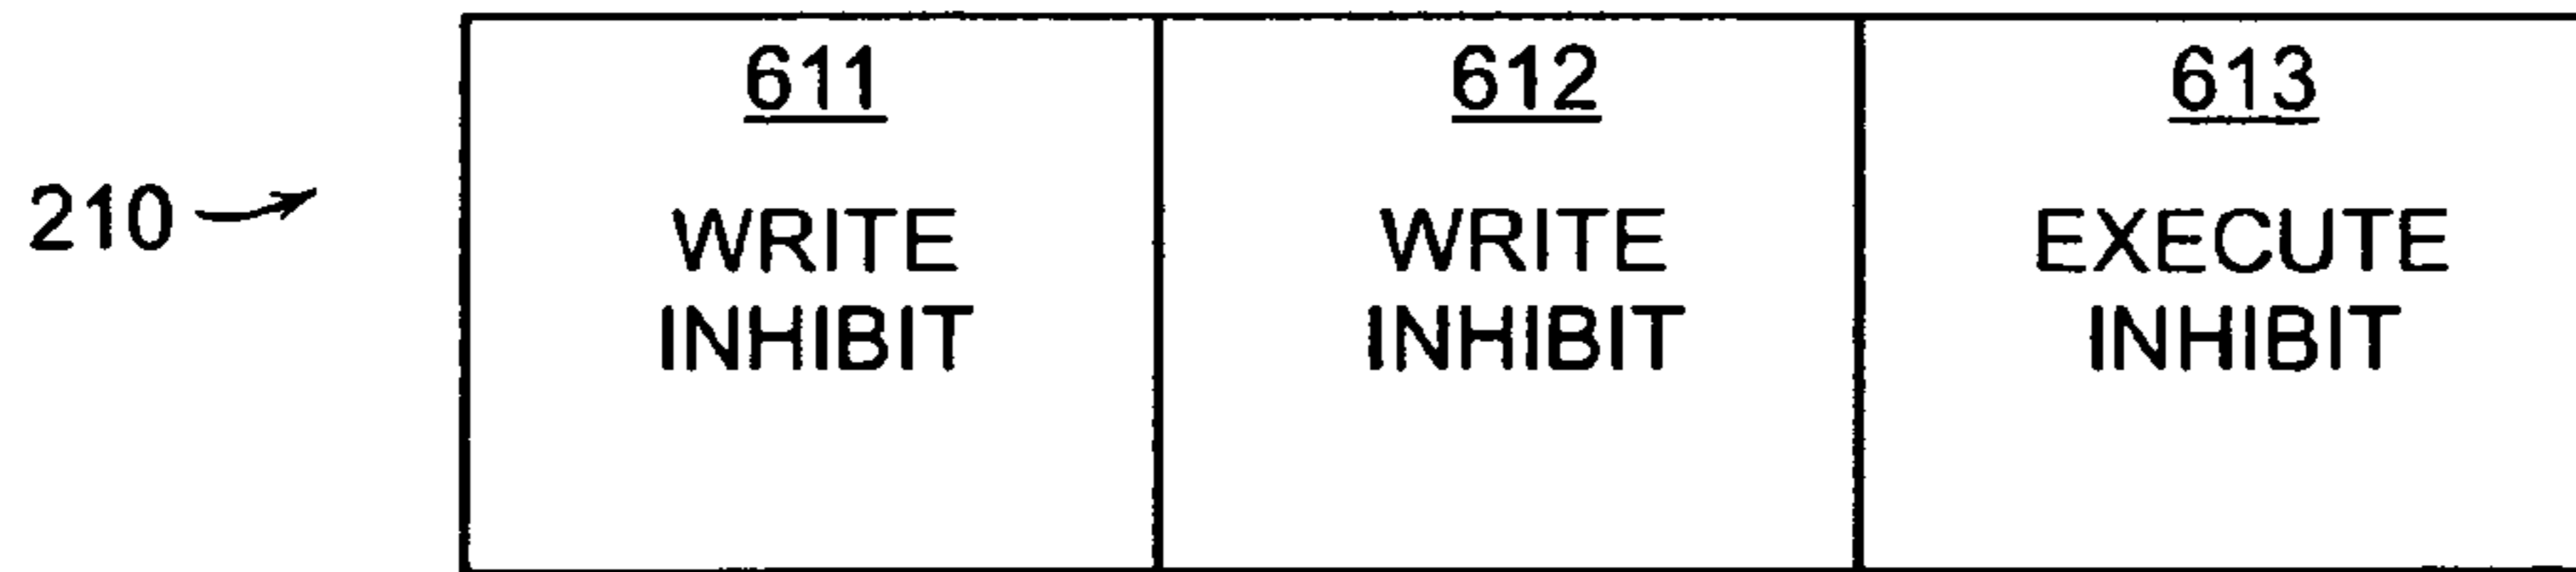 611 612 613
210
WRITE WRITE EXECUTE
INHIBIT INHIBIT INHIBIT